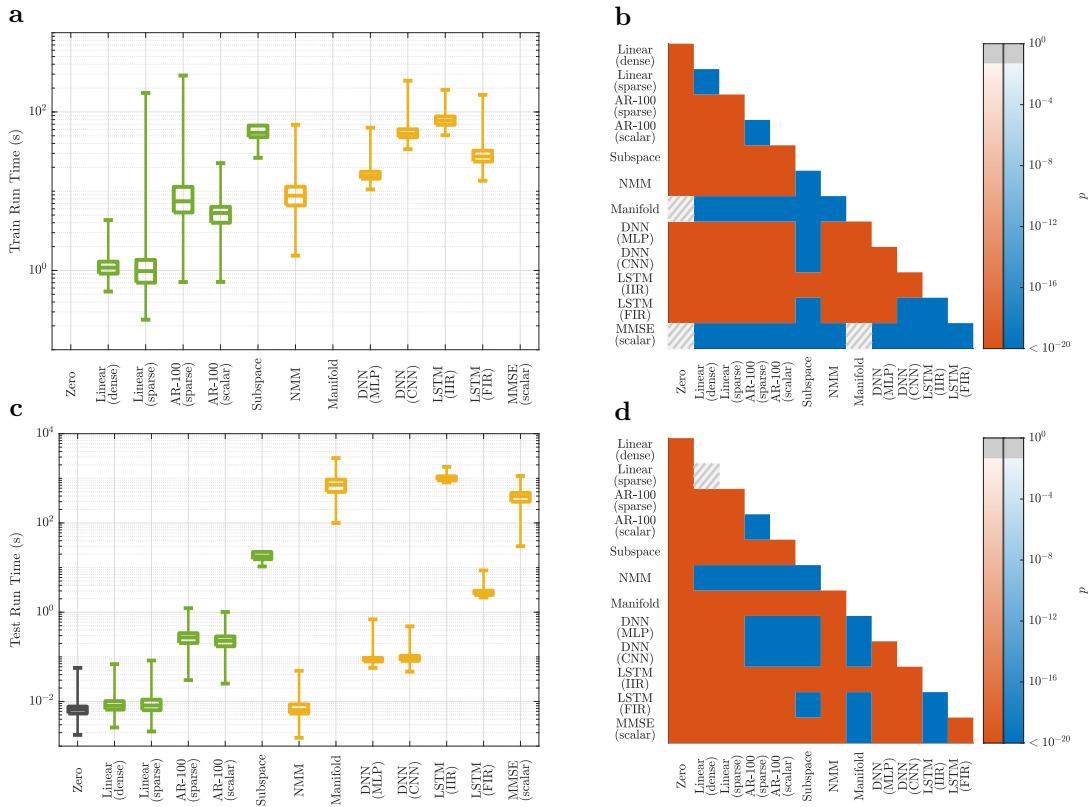 a
Train Run Time (s)
10^2
10^0
Zero
Linear
(dense)
Linear
(sparse)
AR-100
(sparse)
AR-100
(scalar)
Subspace
NMM
Manifold
DNN
(MLP)
DNN
(CNN)
LSTM
(IIR)
LSTM
(FIR)
MMSE
(scalar)
b
Linear
(dense)
Linear
(sparse)
AR-100
(sparse)
AR-100
(scalar)
Subspace
NMM
Manifold
DNN
(MLP)
DNN
(CNN)
LSTM
(IIR)
LSTM
(FIR)
MMSE
(scalar)
Zero
Linear
(dense)
Linear
(sparse)
AR-100
(sparse)
AR-100
(scalar)
Subspace
NMM
Manifold
DNN
(MLP)
DNN
(CNN)
LSTM
(IIR)
LSTM
(FIR)
10^0
10^−4
10^−8
10^−12
10^−16
< 10^−20
p
c
Test Run Time (s)
10^4
10^2
10^0
10^−2
Zero
Linear
(dense)
Linear
(sparse)
AR-100
(sparse)
AR-100
(scalar)
Subspace
NMM
Manifold
DNN
(MLP)
DNN
(CNN)
LSTM
(IIR)
LSTM
(FIR)
MMSE
(scalar)
d
Linear
(dense)
Linear
(sparse)
AR-100
(sparse)
AR-100
(scalar)
Subspace
NMM
Manifold
DNN
(MLP)
DNN
(CNN)
LSTM
(IIR)
LSTM
(FIR)
MMSE
(scalar)
Zero
Linear
(dense)
Linear
(sparse)
AR-100
(sparse)
AR-100
(scalar)
Subspace
NMM
Manifold
DNN
(MLP)
DNN
(CNN)
LSTM
(IIR)
LSTM
(FIR)
10^0
10^−4
10^−8
10^−12
10^−16
< 10^−20
p